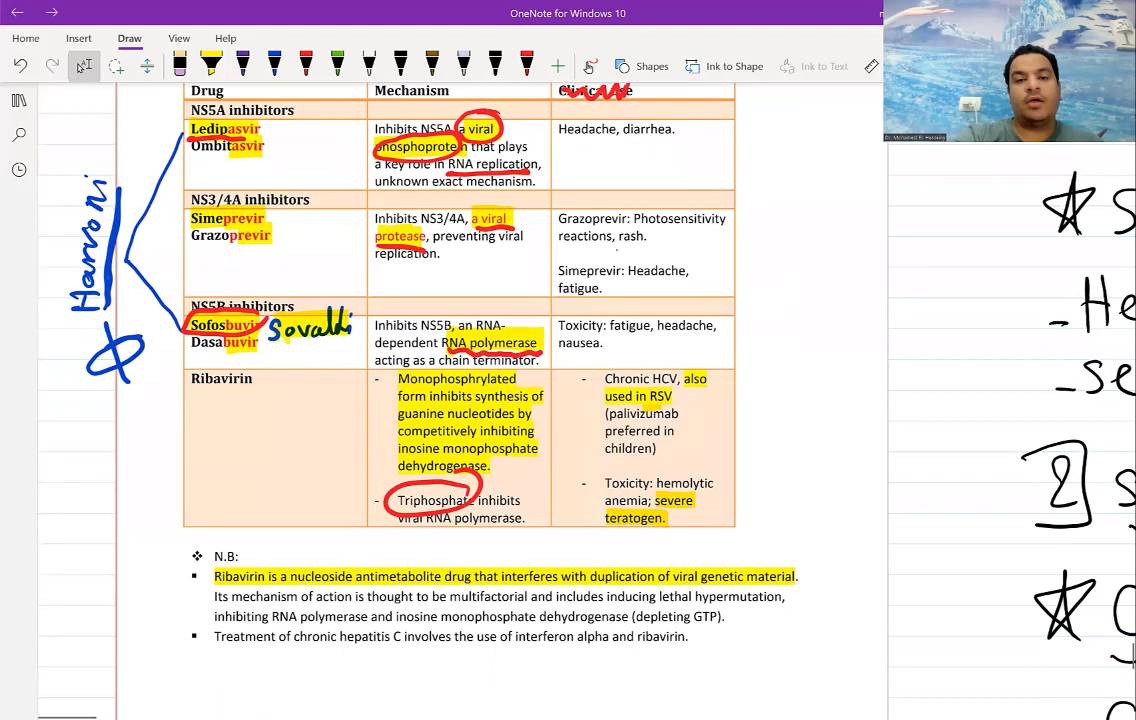 OneNote for Windows 10
Home Insert Draw View Help
Shapes Ink to Shape Ink to Text
Dr. Mohamed EL Husseiny
Drug Mechanism
NS5A inhibitors
Ledipasvir
Ombitasvir
Inhibits NS5A, a viral
phosphoprotein that plays
a key role in RNA replication,
unknown exact mechanism.
Headache, diarrhea.
NS3/4A inhibitors
Simeprevir
Grazoprevir
Inhibits NS3/4A, a viral
protease, preventing viral
replication.
Grazoprevir: Photosensitivity
reactions, rash.
Simeprevir: Headache,
fatigue.
NS5B inhibitors
Sofosbuvir
Dasabuvir
Sovaldi
Inhibits NS5B, an RNA-
dependent RNA polymerase
acting as a chain terminator.
Toxicity: fatigue, headache,
nausea.
Harvoni
Ribavirin
- Monophosphrylated
form inhibits synthesis of
guanine nucleotides by
competitively inhibiting
inosine monophosphate
dehydrogenase.
- Triphosphate inhibits
viral RNA polymerase.
- Chronic HCV, also
used in RSV
(palivizumab
preferred in
children)
- Toxicity: hemolytic
anemia; severe
teratogen.
❖ N.B:
▪ Ribavirin is a nucleoside antimetabolite drug that interferes with duplication of viral genetic material.
Its mechanism of action is thought to be multifactorial and includes inducing lethal hypermutation,
inhibiting RNA polymerase and inosine monophosphate dehydrogenase (depleting GTP).
▪ Treatment of chronic hepatitis C involves the use of interferon alpha and ribavirin.
- He
- se
2